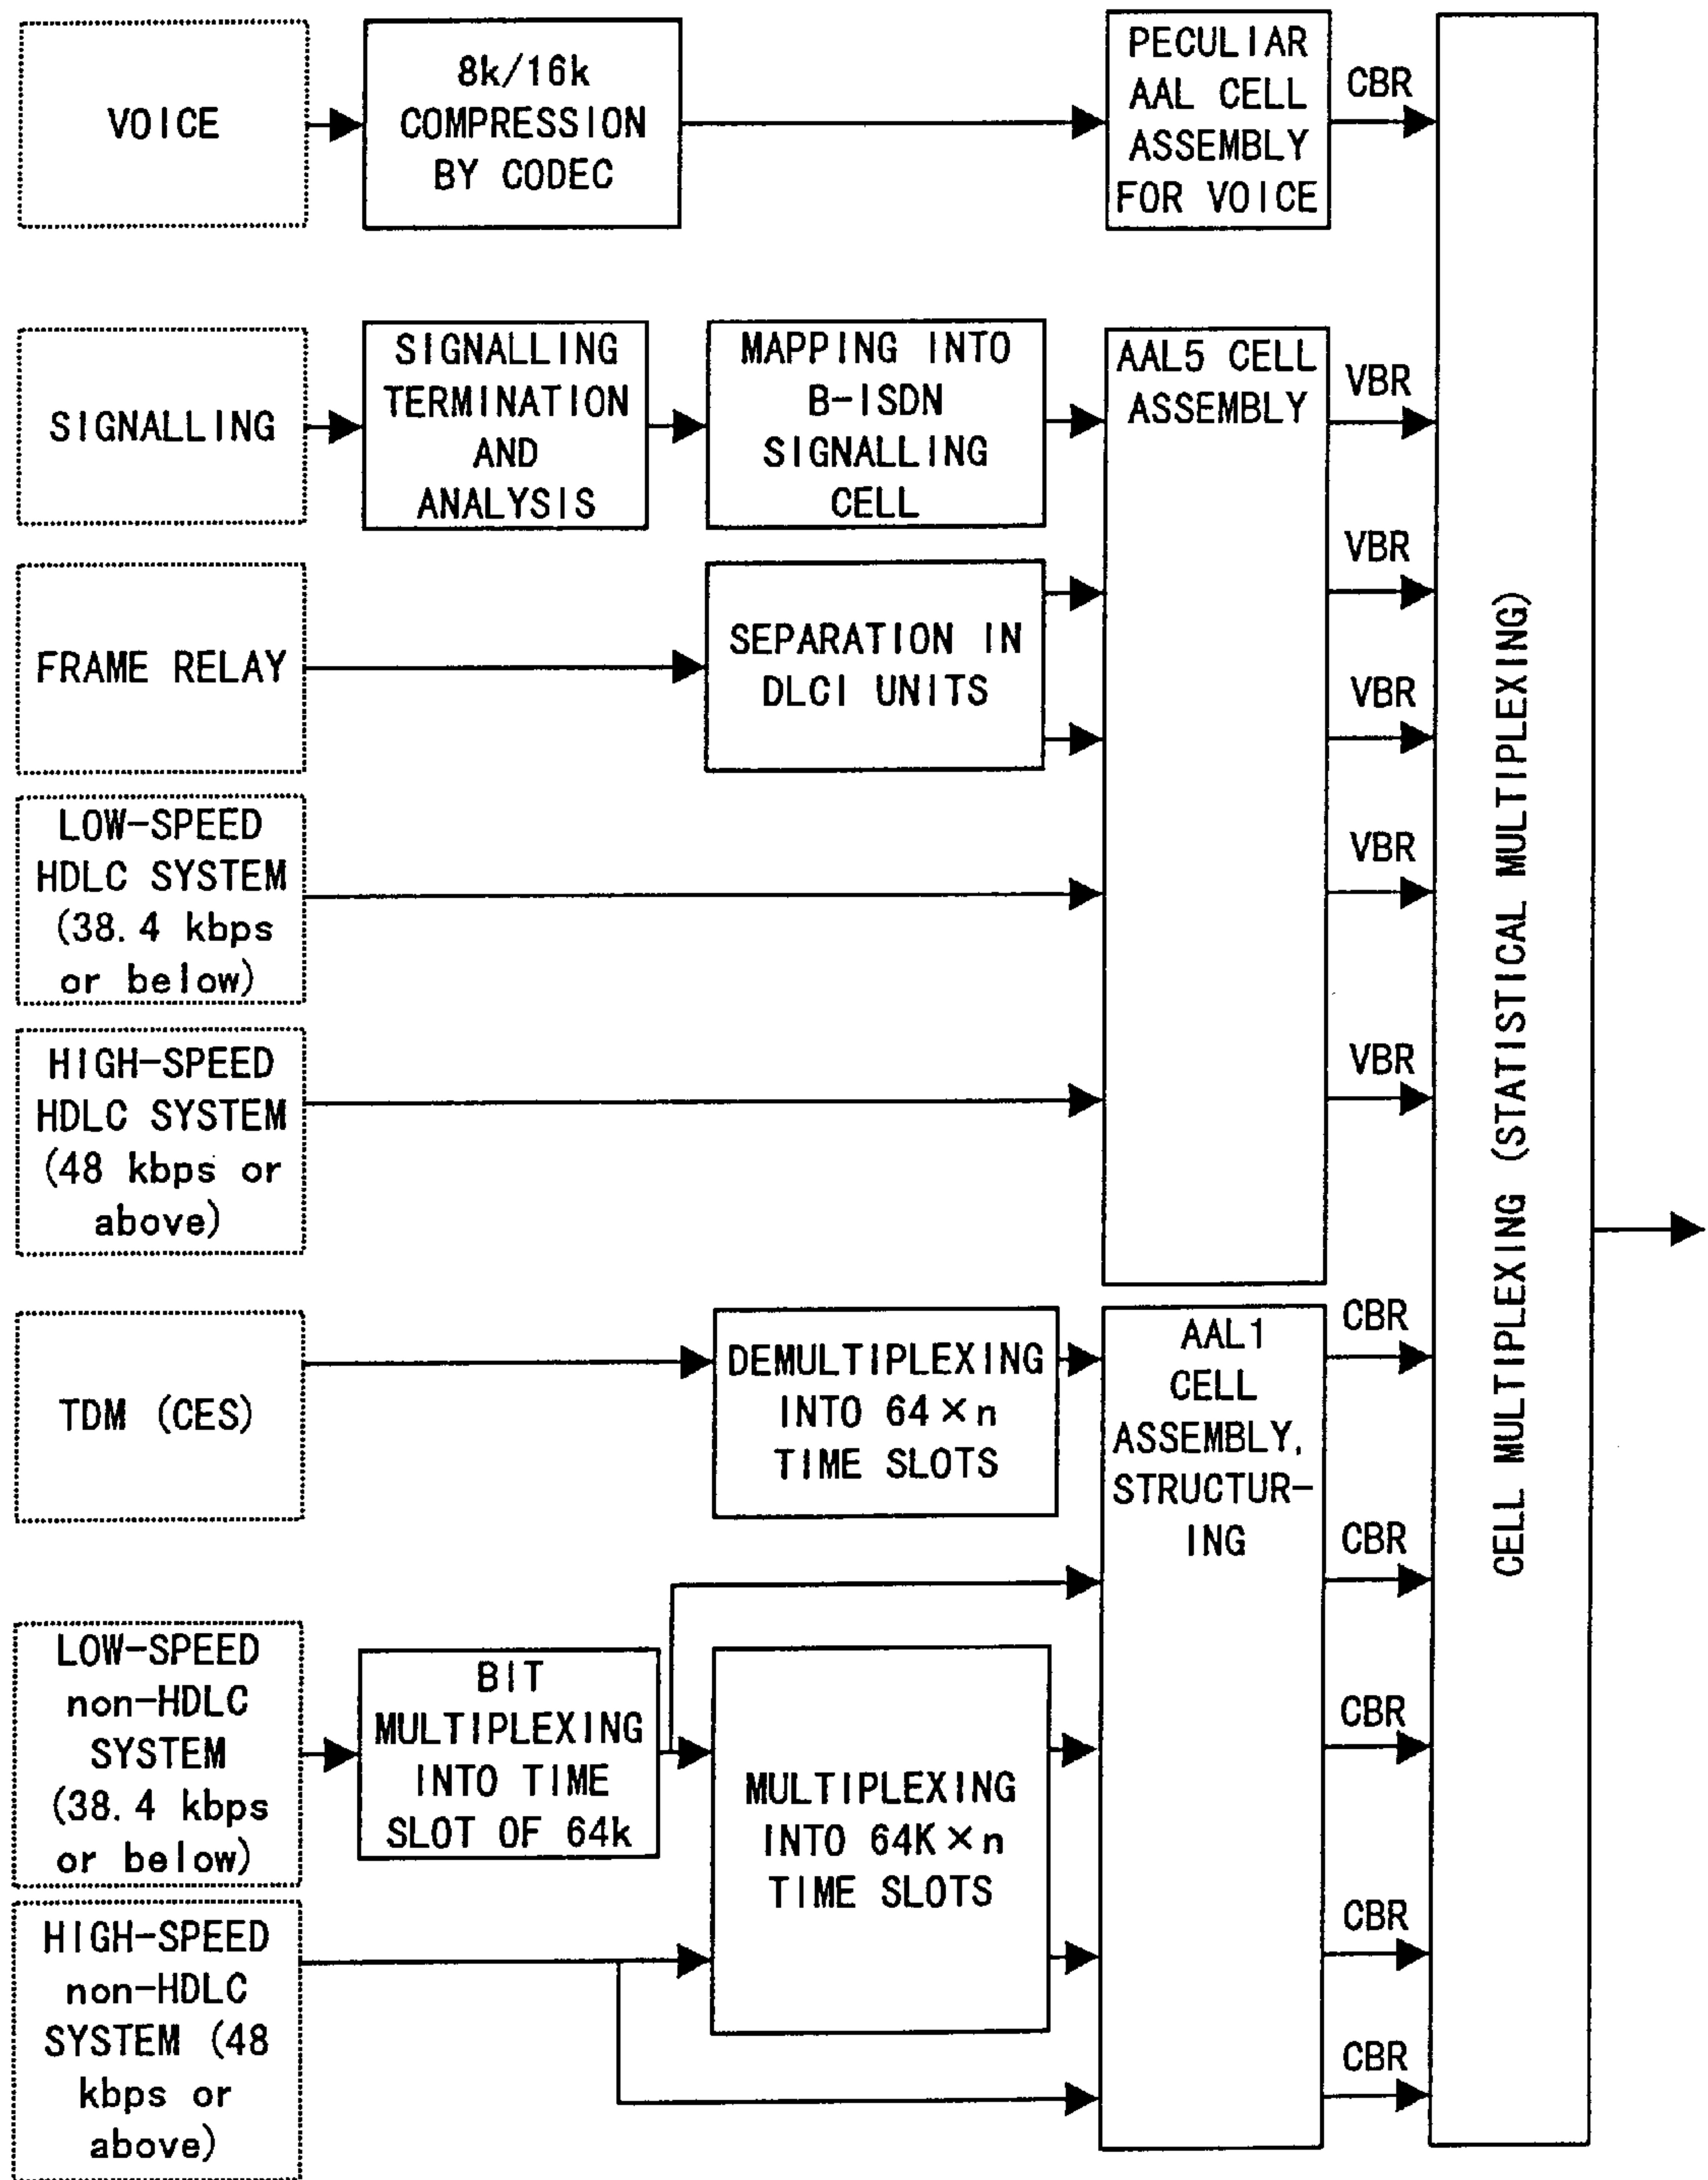 VOICE
8k/16k
COMPRESSION
BY CODEC
PECULIAR
AAL CELL
ASSEMBLY
FOR VOICE
CBR
SIGNALLING
SIGNALLING
TERMINATION
AND
ANALYSIS
MAPPING INTO
B-ISDN
SIGNALLING
CELL
AAL5 CELL
ASSEMBLY
VBR
VBR
FRAME RELAY
SEPARATION IN
DLCI UNITS
VBR
LOW-SPEED
HDLC SYSTEM
(38.4 kbps
or below)
VBR
HIGH-SPEED
HDLC SYSTEM
(48 kbps or
above)
VBR
CELL MULTIPLEXING (STATISTICAL MULTIPLEXING)
TDM (CES)
DEMULTIPLEXING
INTO 64×n
TIME SLOTS
AAL1
CELL
ASSEMBLY,
STRUCTUR-
ING
CBR
CBR
LOW-SPEED
non-HDLC
SYSTEM
(38.4 kbps
or below)
BIT
MULTIPLEXING
INTO TIME
SLOT OF 64k
MULTIPLEXING
INTO 64K×n
TIME SLOTS
CBR
HIGH-SPEED
non-HDLC
SYSTEM (48
kbps or
above)
CBR
CBR